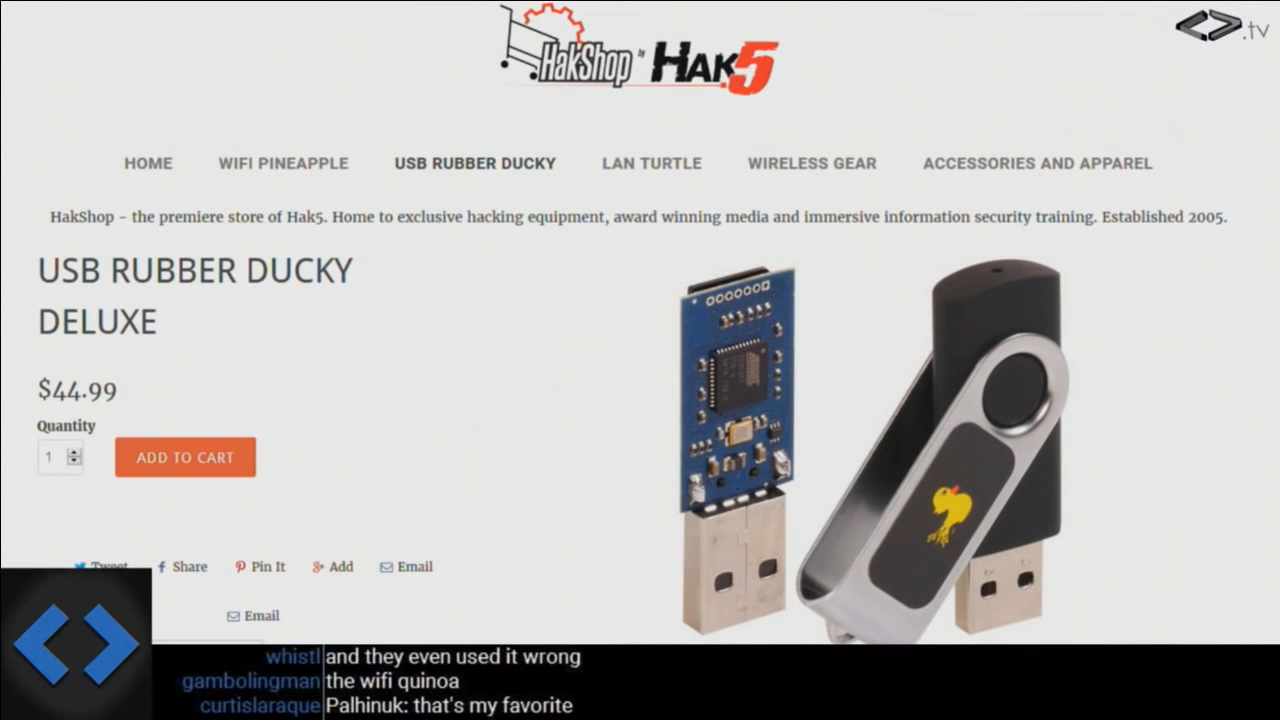 HakShop by HAK5
.tv
HOME WIFI PINEAPPLE USB RUBBER DUCKY LAN TURTLE WIRELESS GEAR ACCESSORIES AND APPAREL
HakShop - the premiere store of Hak5. Home to exclusive hacking equipment, award winning media and immersive information security training. Established 2005.
USB RUBBER DUCKY
DELUXE
$44.99
Quantity
1 ADD TO CART
Tweet Share Pin It Add Email
Email
whistl and they even used it wrong
gambolingman the wifi quinoa
curtislaraque Palhinuk: that's my favorite